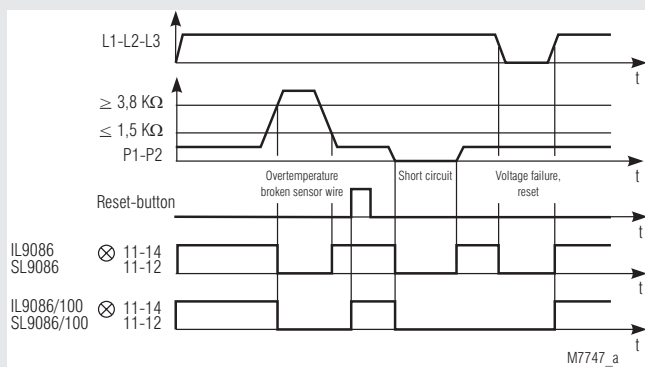 L1-L2-L3
t
≥ 3,8 KΩ
≤ 1,5 KΩ
P1-P2
t
Overtemperature
broken sensor wire
Short circuit
Voltage failure,
reset
Reset-button
t
IL9086
SL9086
11-14
11-12
t
IL9086/100
SL9086/100
11-14
11-12
t
M7747_a